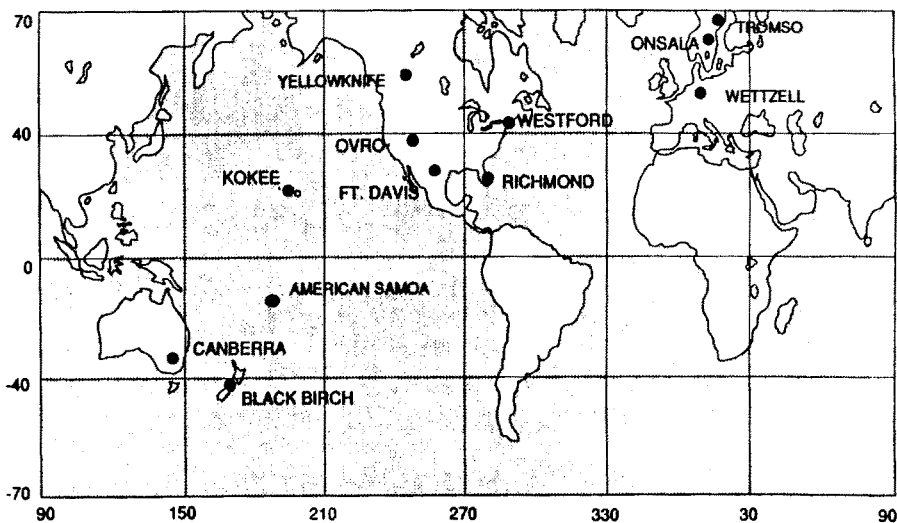 70
TROMSO
ONSALA
YELLOWKNIFE
WETTZELL
WESTFORD
40
OVRO
KOKEE
FT. DAVIS
RICHMOND
0
AMERICAN SAMOA
CANBERRA
-40
BLACK BIRCH
-70
90 150 210 270 330 30 90